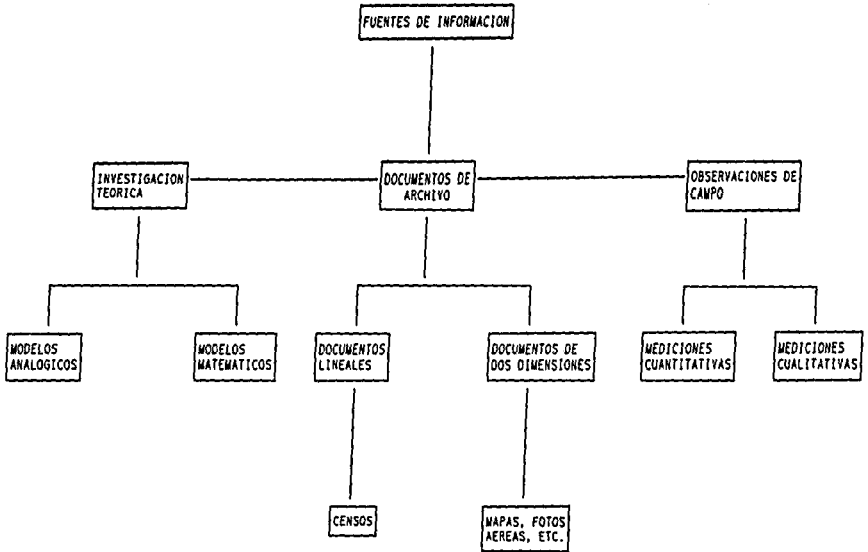 FUENTES DE INFORMACION
INVESTIGACION
TEORICA
DOCUMENTOS DE
ARCHIVO
OBSERVACIONES DE
CAMPO
MODELOS
ANALOGICOS
MODELOS
MATEMATICOS
DOCUMENTOS
LINEALES
DOCUMENTOS DE
DOS DIMENSIONES
MEDICIONES
CUANTITATIVAS
MEDICIONES
CUALITATIVAS
CENSOS
MAPAS, FOTOS
AEREAS, ETC.